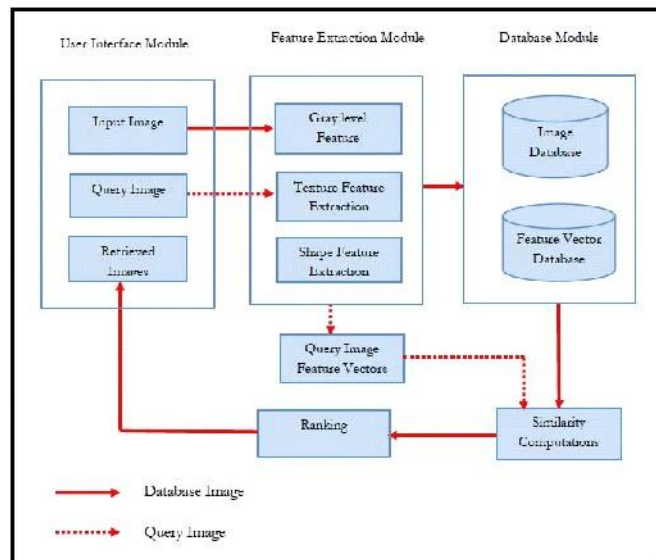 User Interface Module
Feature Extraction Module
Database Module
Input Image
Gray level
Feature
Image
Database
Query Image
Texture Feature
Extraction
Retrieved
Images
Shape Feature
Extraction
Feature Vector
Database
Query Image
Feature Vectors
Ranking
Similarity
Computations
Database Image
Query Image